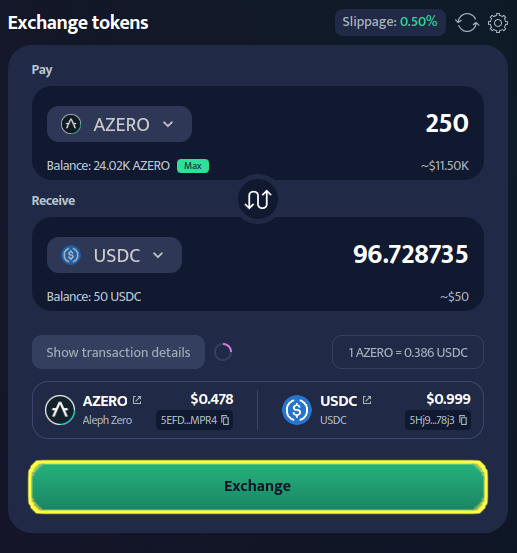 Exchange tokens
Slippage: 0.50%
Pay
AZERO
250
Balance: 24.02K AZERO Max
~$11.50K
Receive
USDC
96.728735
Balance: 50 USDC
~$50
Show transaction details
1 AZERO = 0.386 USDC
AZERO
$0.478
Aleph Zero
5EFD...MPR4
USDC
$0.999
USDC
5Hj9...78j3
Exchange